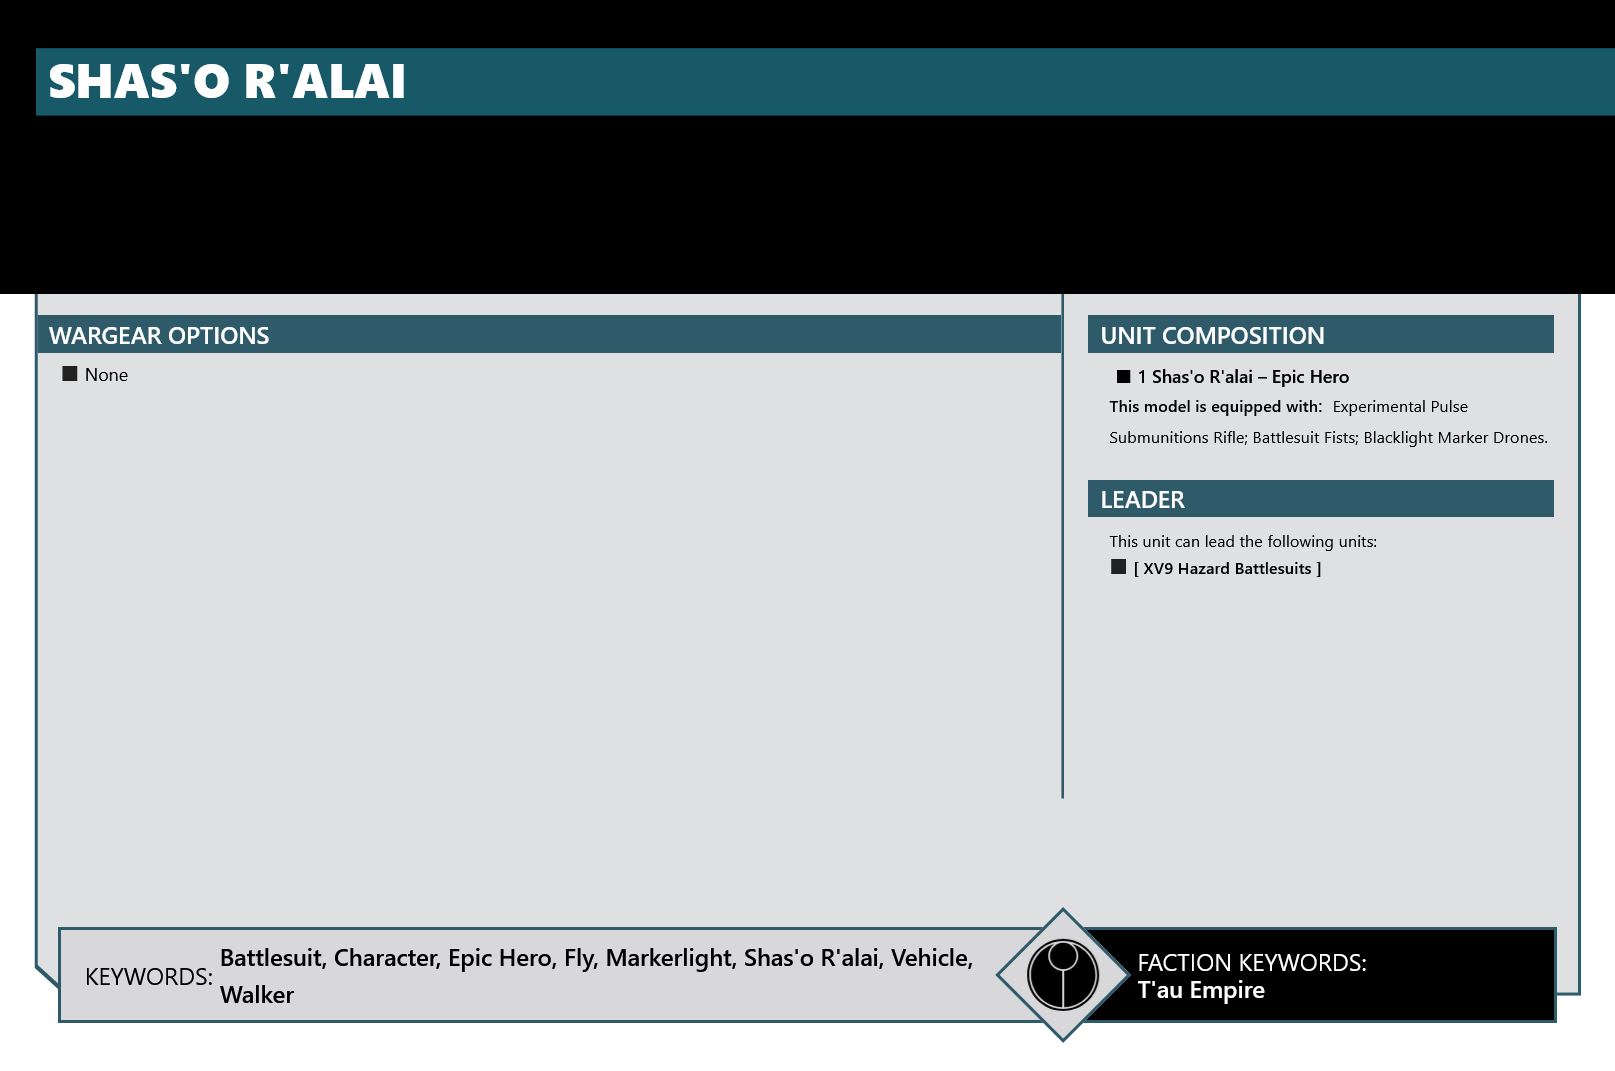 SHAS'O R'ALAI
WARGEAR OPTIONS
None
UNIT COMPOSITION
1 Shas'o R'alai – Epic Hero
This model is equipped with: Experimental Pulse
Submunitions Rifle; Battlesuit Fists; Blacklight Marker Drones.
LEADER
This unit can lead the following units:
[ XV9 Hazard Battlesuits ]
KEYWORDS: Battlesuit, Character, Epic Hero, Fly, Markerlight, Shas'o R'alai, Vehicle,
Walker
FACTION KEYWORDS:
T'au Empire